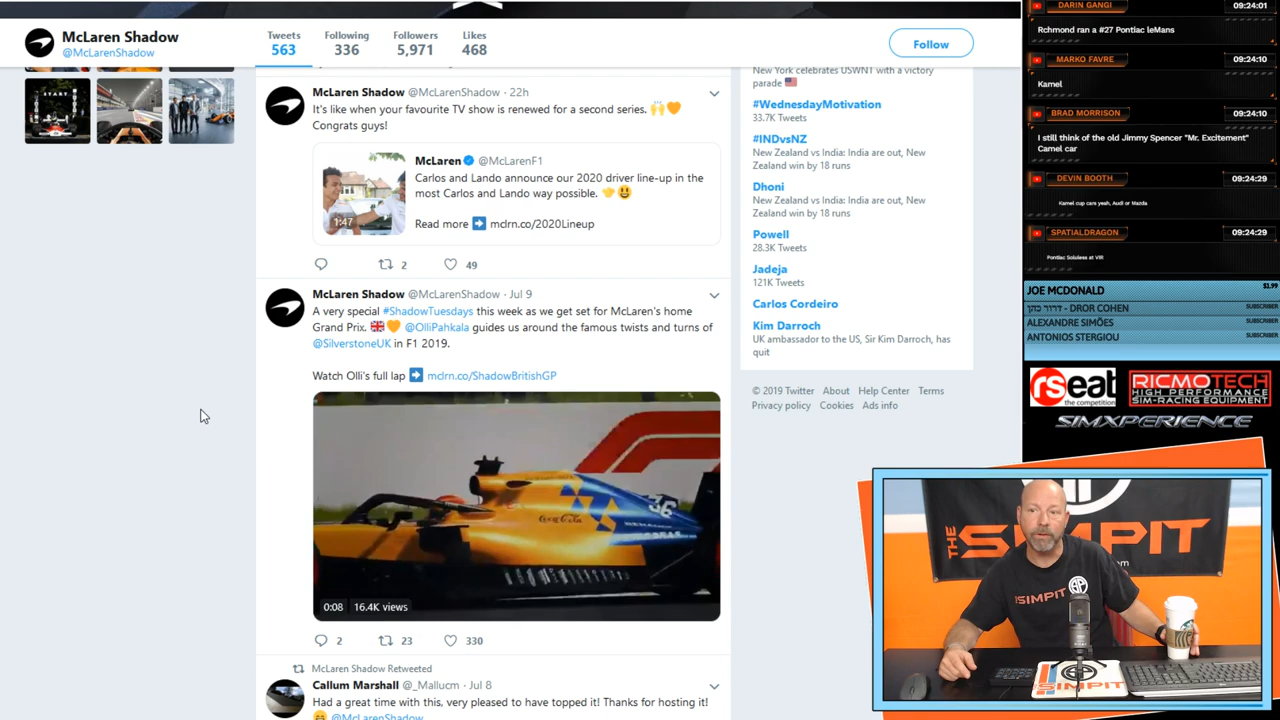 McLaren Shadow
@McLarenShadow
Tweets
563
Following
336
Followers
5,971
Likes
468
Follow
McLaren Shadow @McLarenShadow · 22h
It's like when your favourite TV show is renewed for a second series. 🙌🧡
Congrats guys!
McLaren @McLarenF1
Carlos and Lando announce our 2020 driver line-up in the
most Carlos and Lando way possible. 🤜😃
Read more ➡ mclrn.co/2020Lineup
1:47
2
49
McLaren Shadow @McLarenShadow · Jul 9
A very special #ShadowTuesdays this week as we get set for McLaren's home
Grand Prix. 🇬🇧🧡 @OlliPahkala guides us around the famous twists and turns of
@SilverstoneUK in F1 2019.
Watch Olli's full lap ➡ mclrn.co/ShadowBritishGP
36
Coca-Cola
0:08 16.4K views
2
23
330
McLaren Shadow Retweeted
Callum Marshall @_Mallucm · Jul 8
Had a great time with this, very pleased to have topped it! Thanks for hosting it!
😊 @McLarenShadow
New York celebrates USWNT with a victory
parade 🇺🇸
#WednesdayMotivation
33.7K Tweets
#INDvsNZ
New Zealand vs India: India are out, New
Zealand win by 18 runs
Dhoni
New Zealand vs India: India are out, New
Zealand win by 18 runs
Powell
28.3K Tweets
Jadeja
121K Tweets
Carlos Cordeiro
Kim Darroch
UK ambassador to the US, Sir Kim Darroch, has
quit
© 2019 Twitter About Help Center Terms
Privacy policy Cookies Ads info
DARIN GANGI 09:24:01
Rchmond ran a #27 Pontiac leMans
MARKO FAVRE 09:24:10
Kamel
BRAD MORRISON 09:24:10
I still think of the old Jimmy Spencer "Mr. Excitement"
Camel car
DEVIN BOOTH 09:24:29
Kamel cup cars yeah, Audi or Mazda
SPATIALDRAGON 09:24:29
Pontiac Soluless at VIR
JOE MCDONALD $1.99
דרור כהן - DROR COHEN SUBSCRIBER
ALEXANDRE SIMÕES SUBSCRIBER
ANTONIOS STERGIOU SUBSCRIBER
rseat
the competition
RICMOTECH
HIGH PERFORMANCE
SIM-RACING EQUIPMENT
SIMXPERIENCE
THE SIMPIT
SIMPIT
SIMPIT